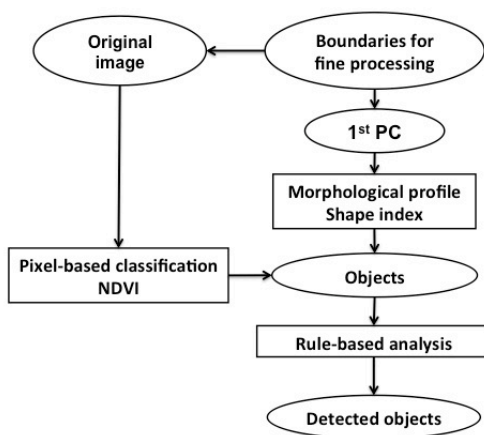 Original
image
Boundaries for
fine processing
1st PC
Morphological profile
Shape index
Pixel-based classification
NDVI
Objects
Rule-based analysis
Detected objects